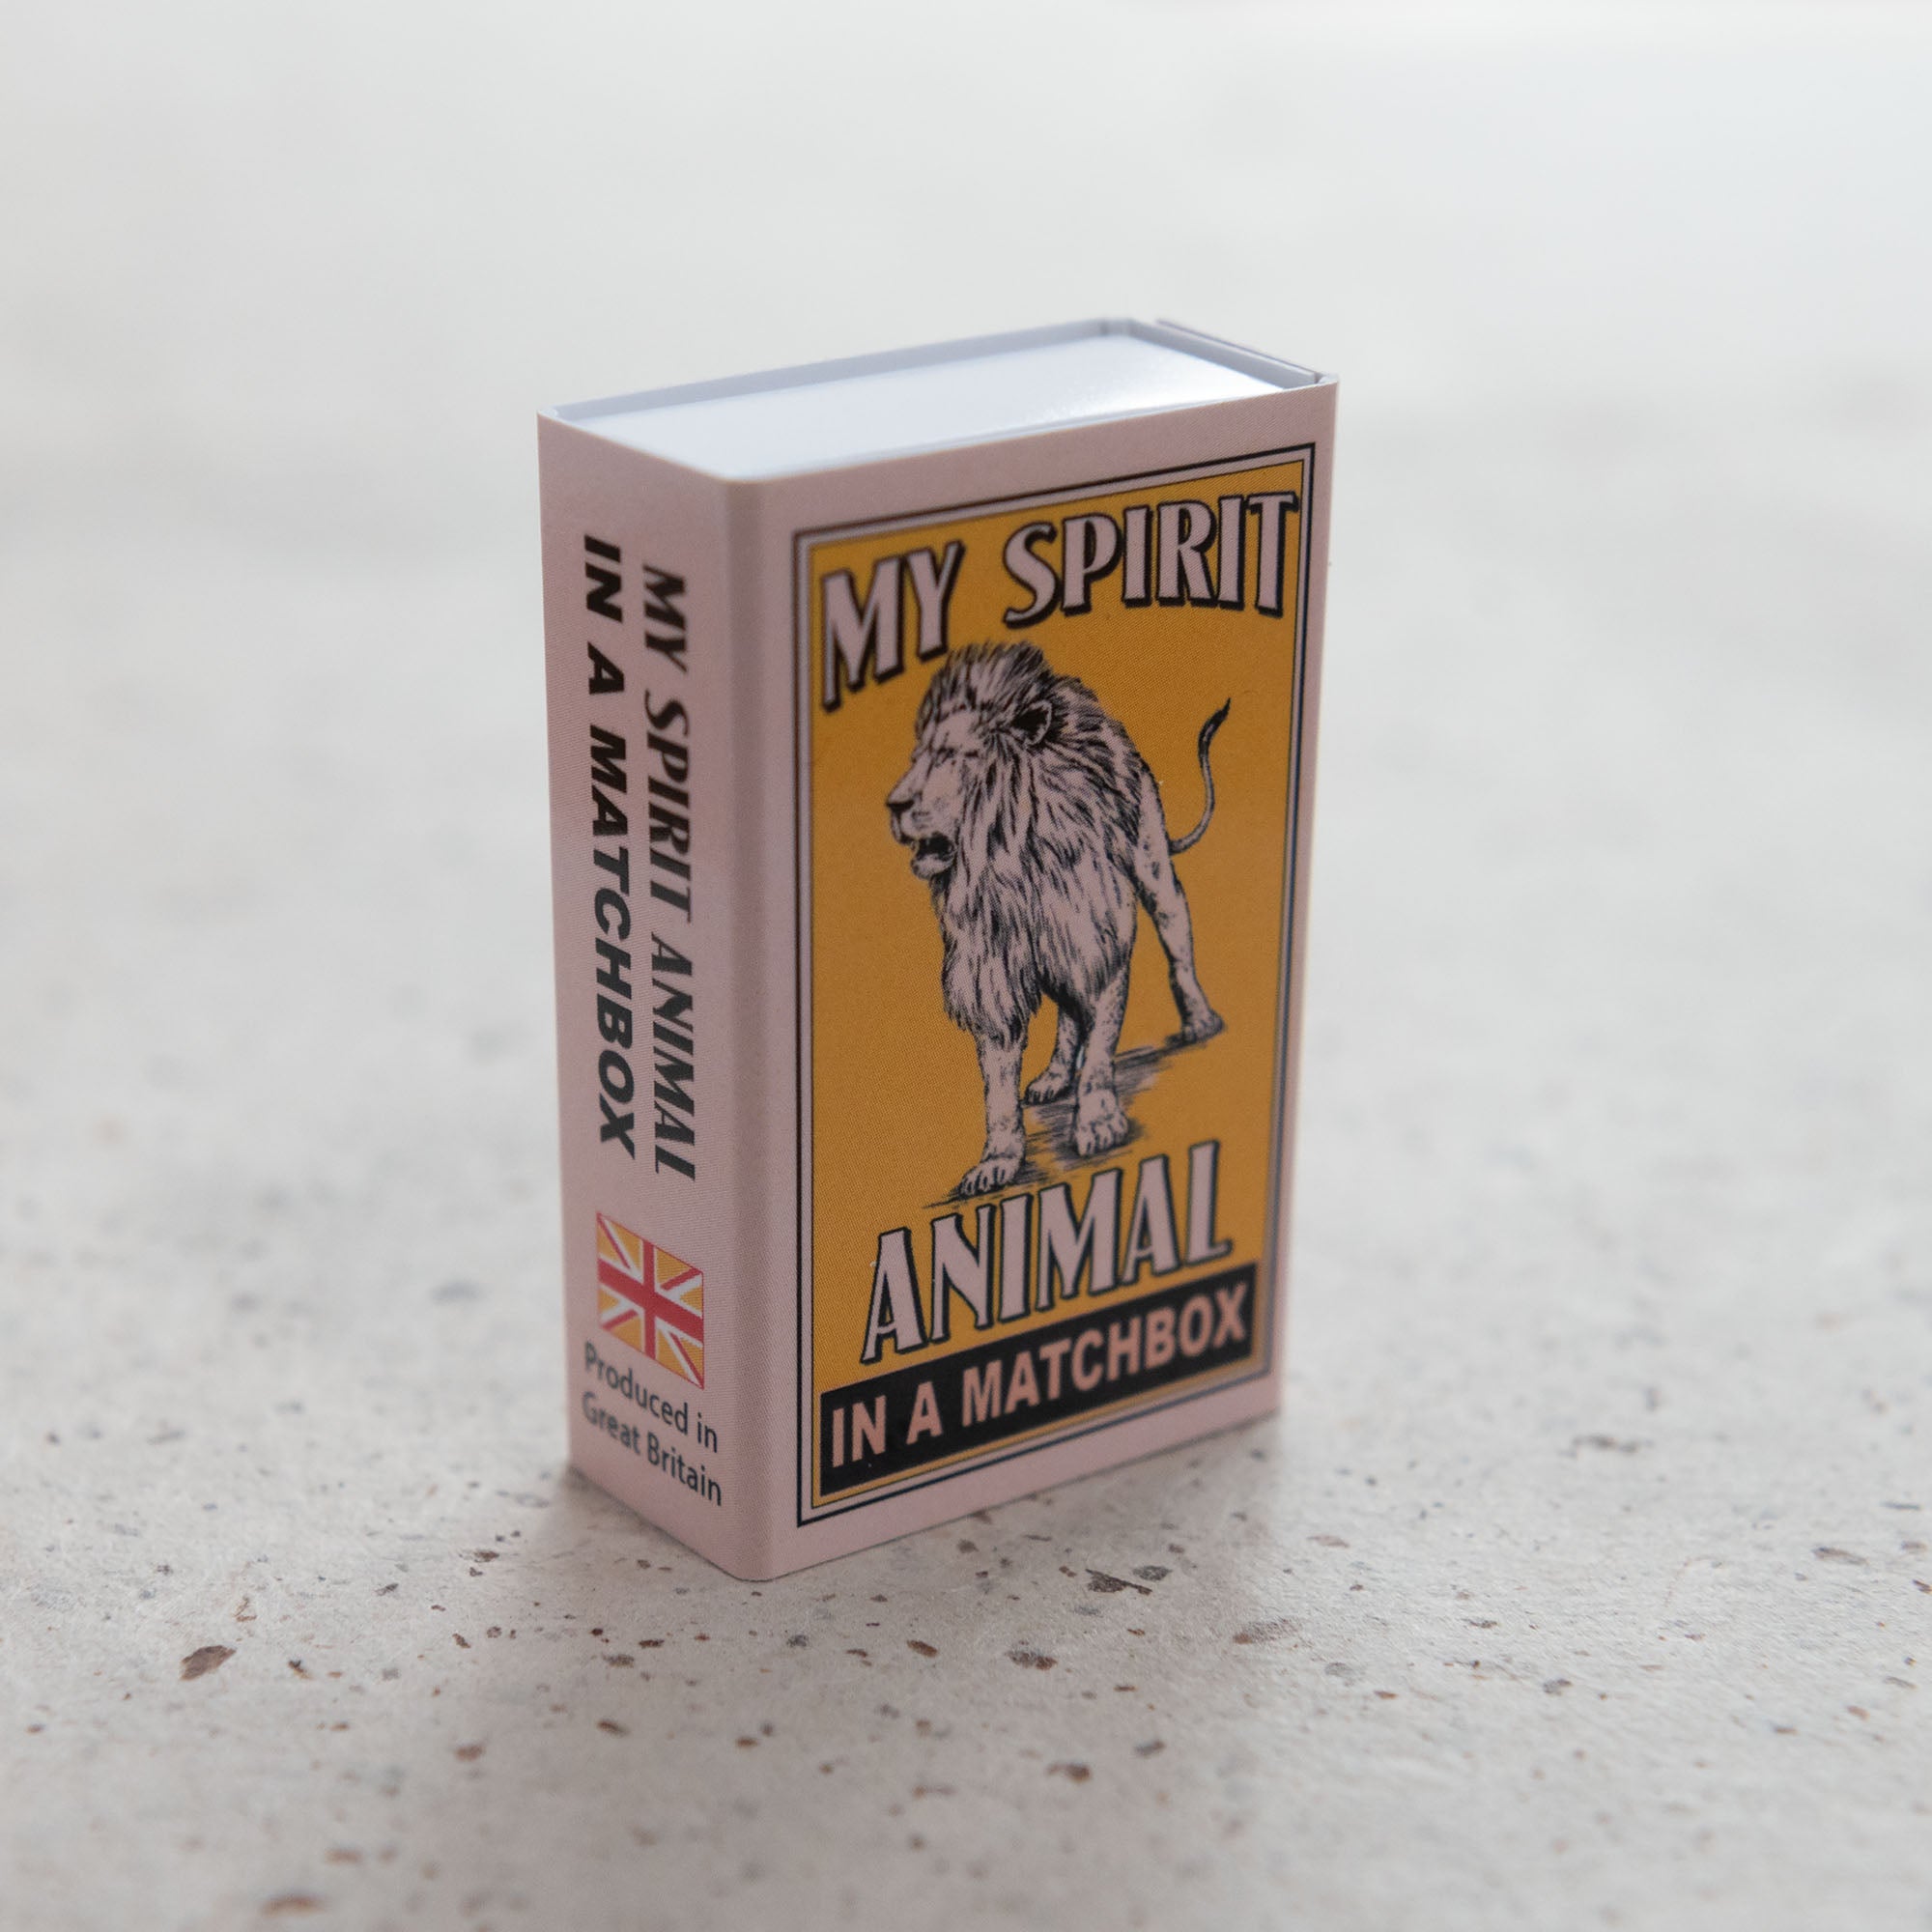 MY SPIRIT
ANIMAL
IN A MATCHBOX
MY SPIRIT ANIMAL
IN A MATCHBOX
Produced in
Great Britain